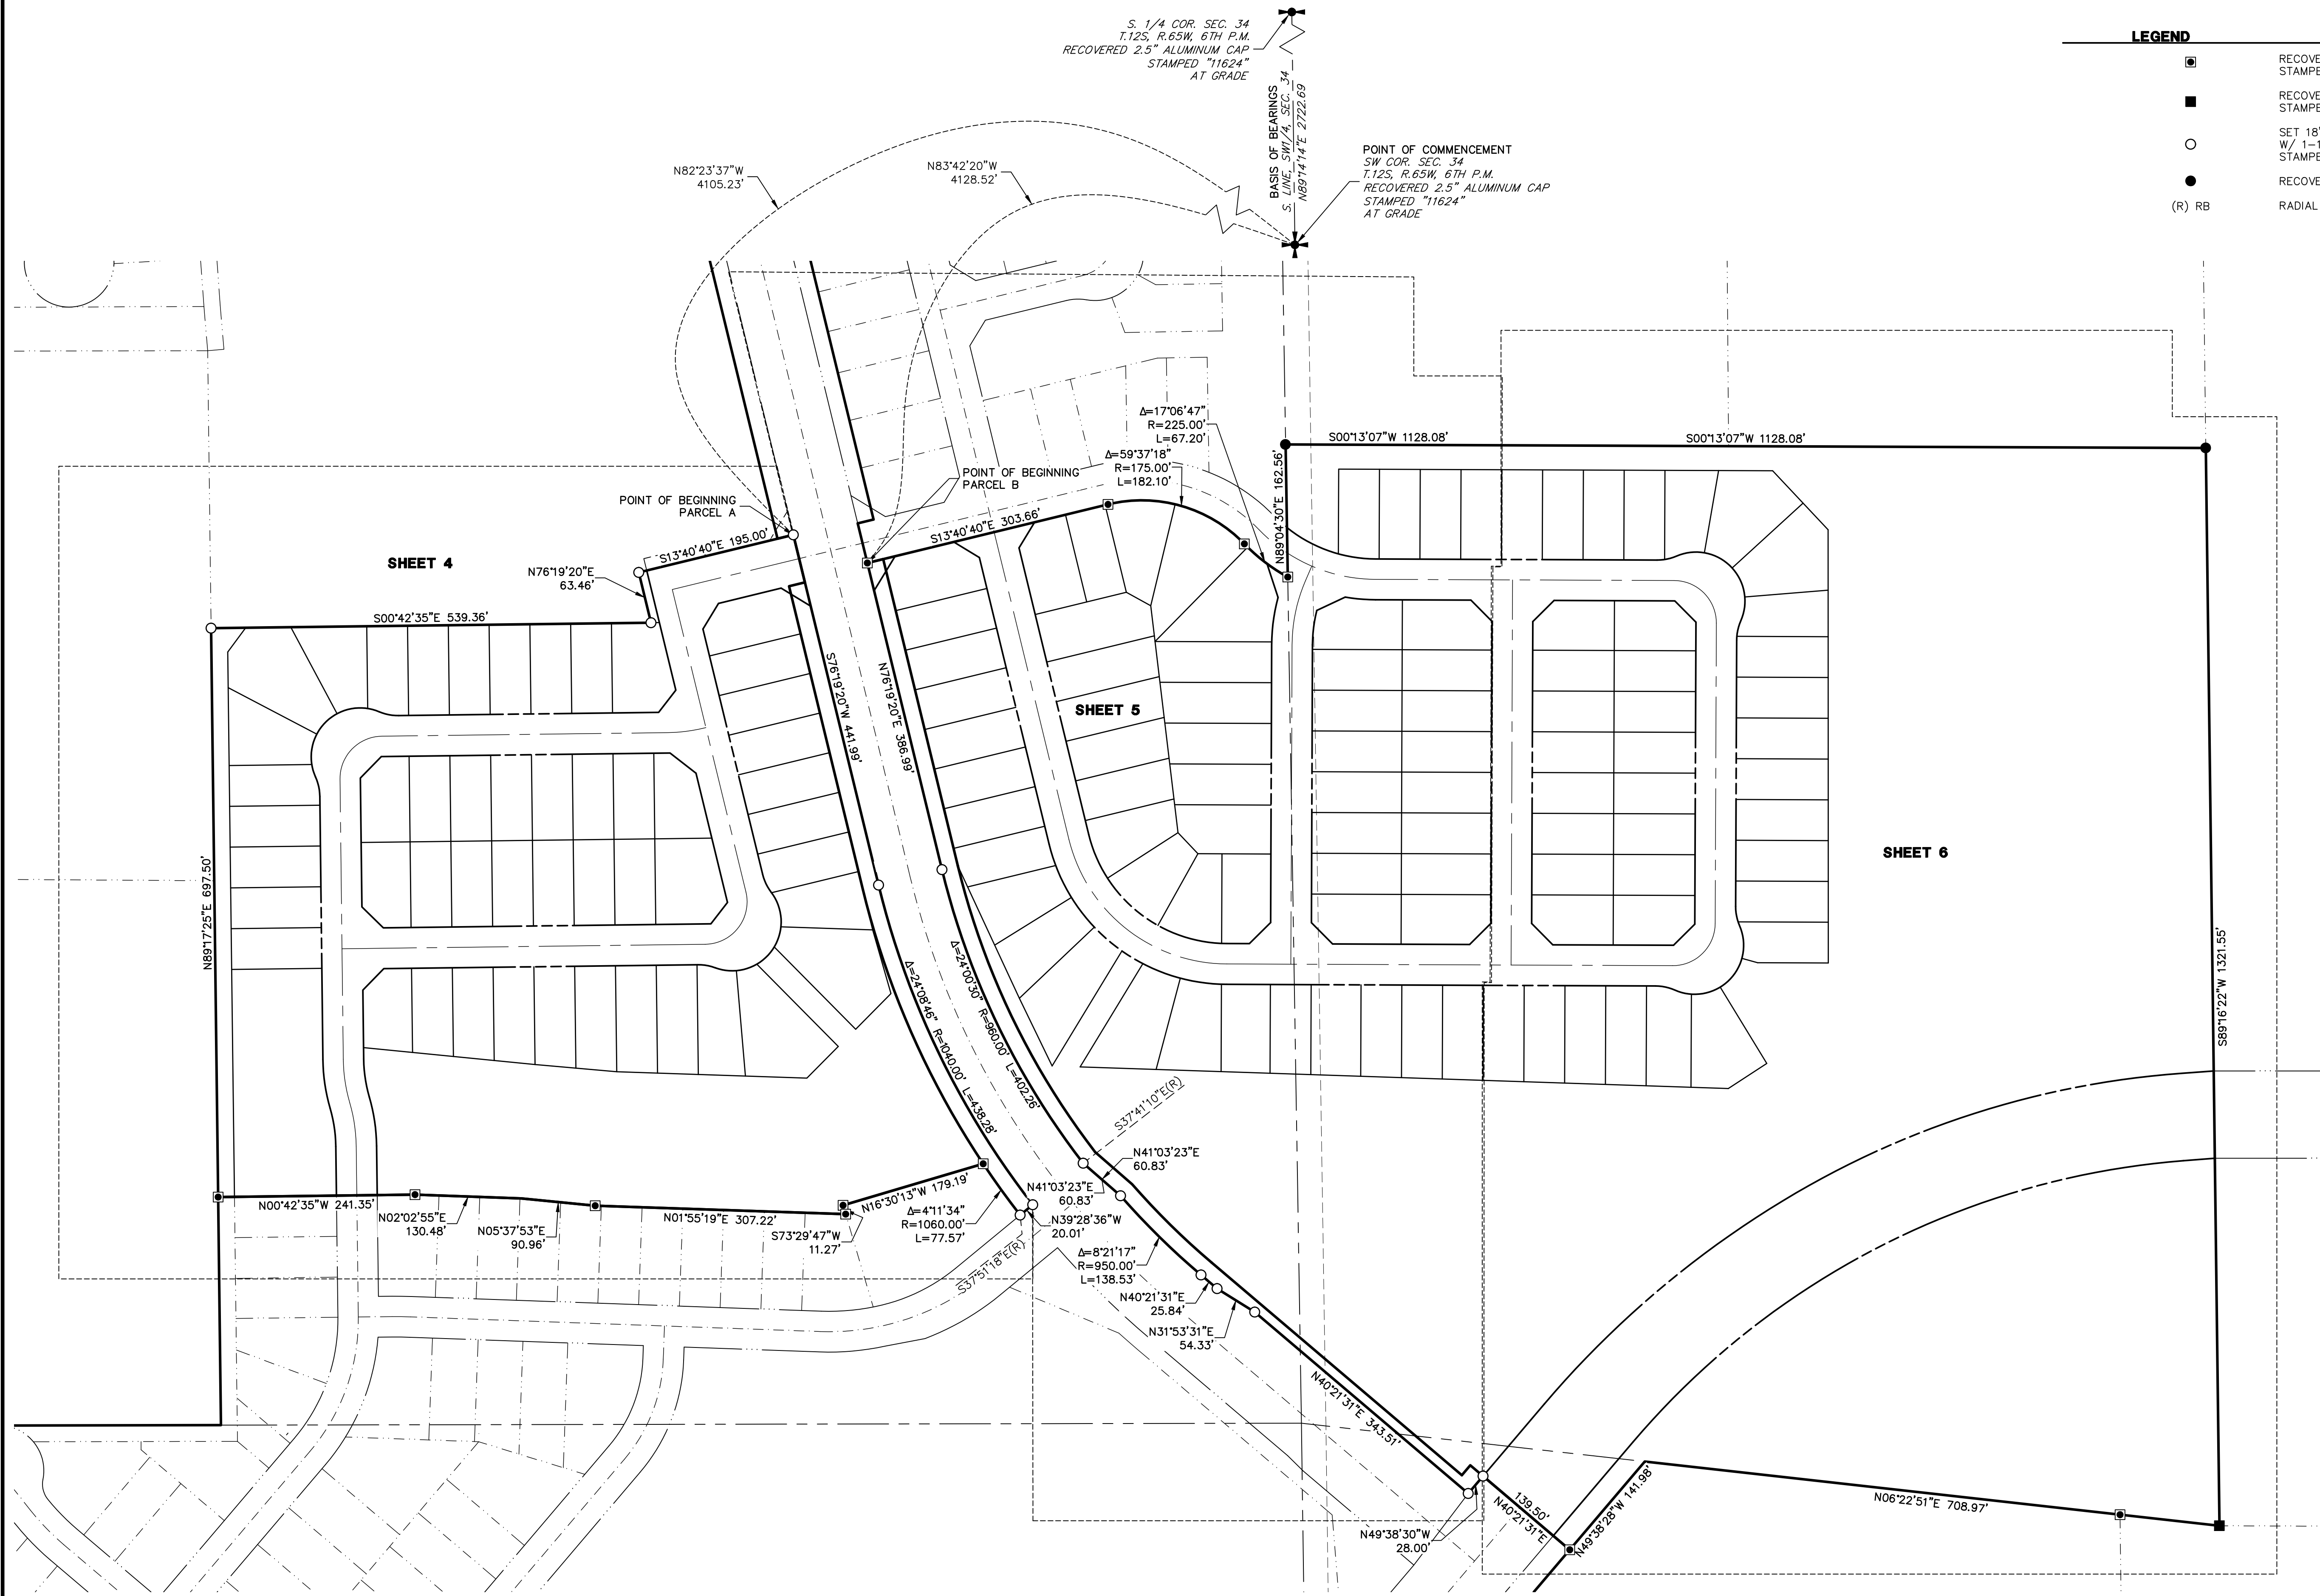 S. 1/4 COR. SEC. 34
T.12S, R.65W, 6TH P.M.
RECOVERED 2.5" ALUMINUM CAP
STAMPED "11624"
AT GRADE
BASIS OF BEARINGS
S. LINE, SW1/4, SEC. 34
N89°14'14"E 2722.69
POINT OF COMMENCEMENT
SW COR. SEC. 34
T.12S, R.65W, 6TH P.M.
RECOVERED 2.5" ALUMINUM CAP
STAMPED "11624"
AT GRADE
LEGEND
RECOVE
STAMPE
RECOVE
STAMPE
SET 18"
W/ 1-1
STAMPE
RECOVE
(R) RB
RADIAL
N82°23'37"W
4105.23'
N83°42'20"W
4128.52'
Δ=17°06'47"
R=225.00'
L=67.20'
Δ=59°37'18"
R=175.00'
L=182.10'
S00°13'07"W 1128.08'
S00°13'07"W 1128.08'
N89°04'30"E 162.56'
POINT OF BEGINNING
PARCEL B
POINT OF BEGINNING
PARCEL A
S13°40'40"E 303.66'
S13°40'40"E 195.00'
SHEET 4
N76°19'20"E
63.46'
S00°42'35"E 539.36'
S76°19'20"W 441.99'
N76°19'20"E 386.99'
SHEET 5
SHEET 6
N89°17'25"E 697.50'
S89°16'22"W 1321.55'
Δ=24°08'46" R=1040.00' L=438.28'
Δ=24°00'30" R=960.00' L=402.26'
S37°41'10"E(R)
N41°03'23"E
60.83'
N41°03'23"E
60.83'
N00°42'35"W 241.35'
N02°02'55"E
130.48'
N05°37'53"E
90.96'
N01°55'19"E 307.22'
S73°29'47"W
11.27'
N16°30'13"W 179.19'
Δ=4°11'34"
R=1060.00'
L=77.57'
N39°28'36"W
20.01'
S37°51'18"E(R)
Δ=8°21'17"
R=950.00'
L=138.53'
N40°21'31"E
25.84'
N31°53'31"E
54.33'
N40°21'31"E 343.51'
N49°38'30"W
28.00'
139.50'
N40°21'31"E
N49°38'28"W 141.98'
N06°22'51"E 708.97'